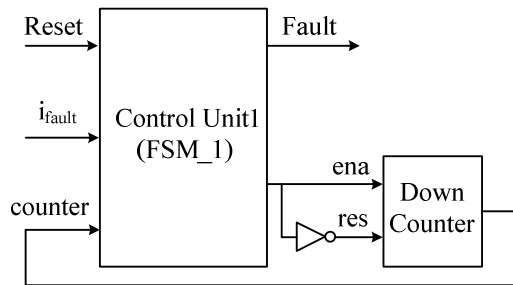 Reset
Fault
i_fault
Control Unit1
(FSM_1)
ena
counter
res
Down
Counter